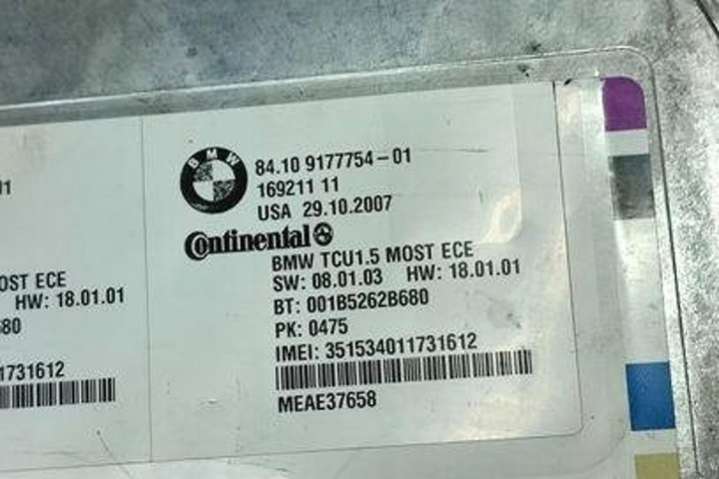 BMW
84.10 9177754-01
169211 11
USA 29.10.2007
Continental
BMW TCU1.5 MOST ECE
SW: 08.01.03 HW: 18.01.01
BT: 001B5262B680
PK: 0475
IMEI: 351534011731612
MEAE37658
OST ECE
HW: 18.01.01
680
1731612